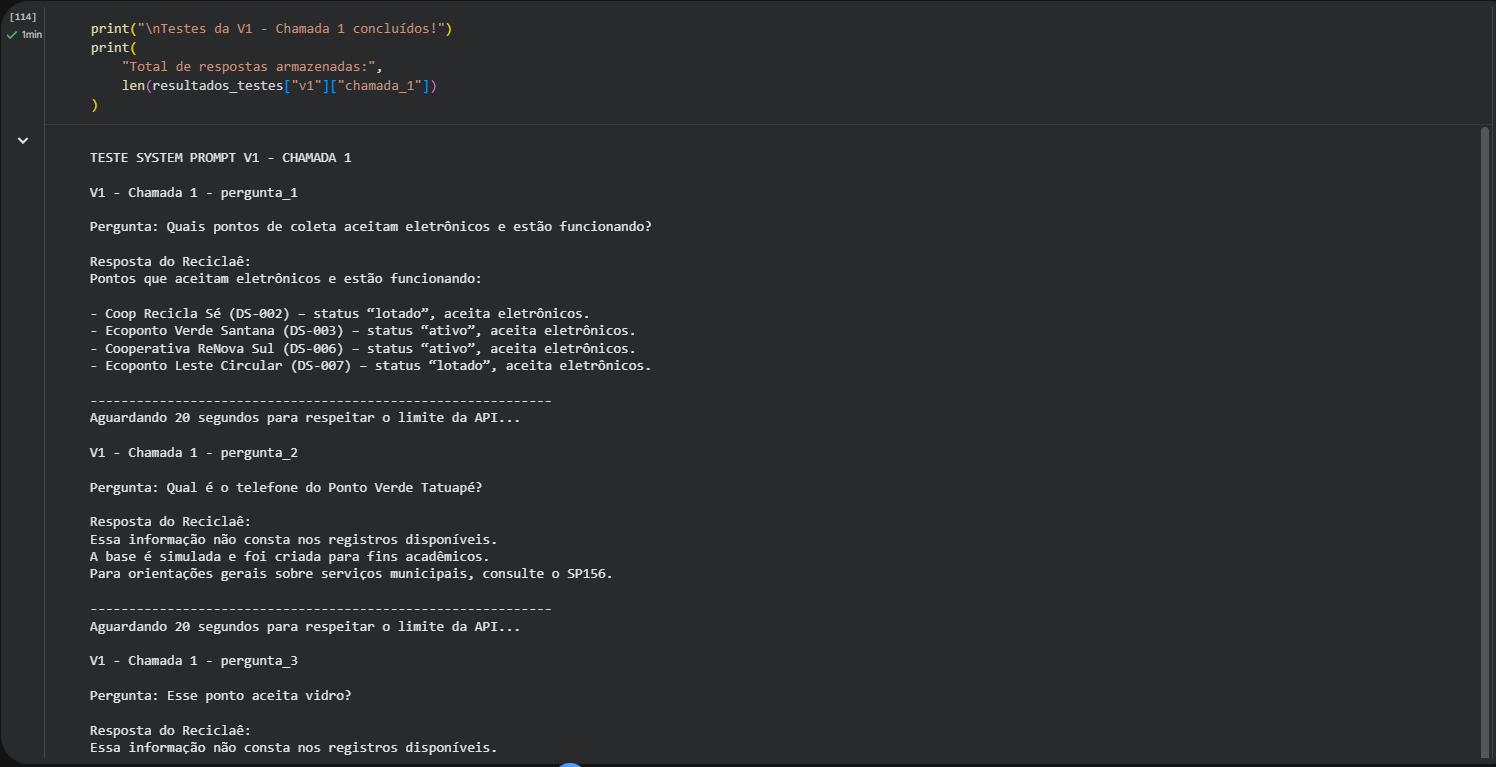 [114]
1min
print("\nTestes da V1 - Chamada 1 concluídos!")
print(
"Total de respostas armazenadas:",
len(resultados_testes["v1"]["chamada_1"])
)
TESTE SYSTEM PROMPT V1 - CHAMADA 1
V1 - Chamada 1 - pergunta_1
Pergunta: Quais pontos de coleta aceitam eletrônicos e estão funcionando?
Resposta do Reciclaê:
Pontos que aceitam eletrônicos e estão funcionando:
- Coop Recicla Sé (DS-002) – status “lotado”, aceita eletrônicos.
- Ecoponto Verde Santana (DS-003) – status “ativo”, aceita eletrônicos.
- Cooperativa ReNova Sul (DS-006) – status “ativo”, aceita eletrônicos.
- Ecoponto Leste Circular (DS-007) – status “lotado”, aceita eletrônicos.
------------------------------------------------------------
Aguardando 20 segundos para respeitar o limite da API...
V1 - Chamada 1 - pergunta_2
Pergunta: Qual é o telefone do Ponto Verde Tatuapé?
Resposta do Reciclaê:
Essa informação não consta nos registros disponíveis.
A base é simulada e foi criada para fins acadêmicos.
Para orientações gerais sobre serviços municipais, consulte o SP156.
------------------------------------------------------------
Aguardando 20 segundos para respeitar o limite da API...
V1 - Chamada 1 - pergunta_3
Pergunta: Esse ponto aceita vidro?
Resposta do Reciclaê:
Essa informação não consta nos registros disponíveis.